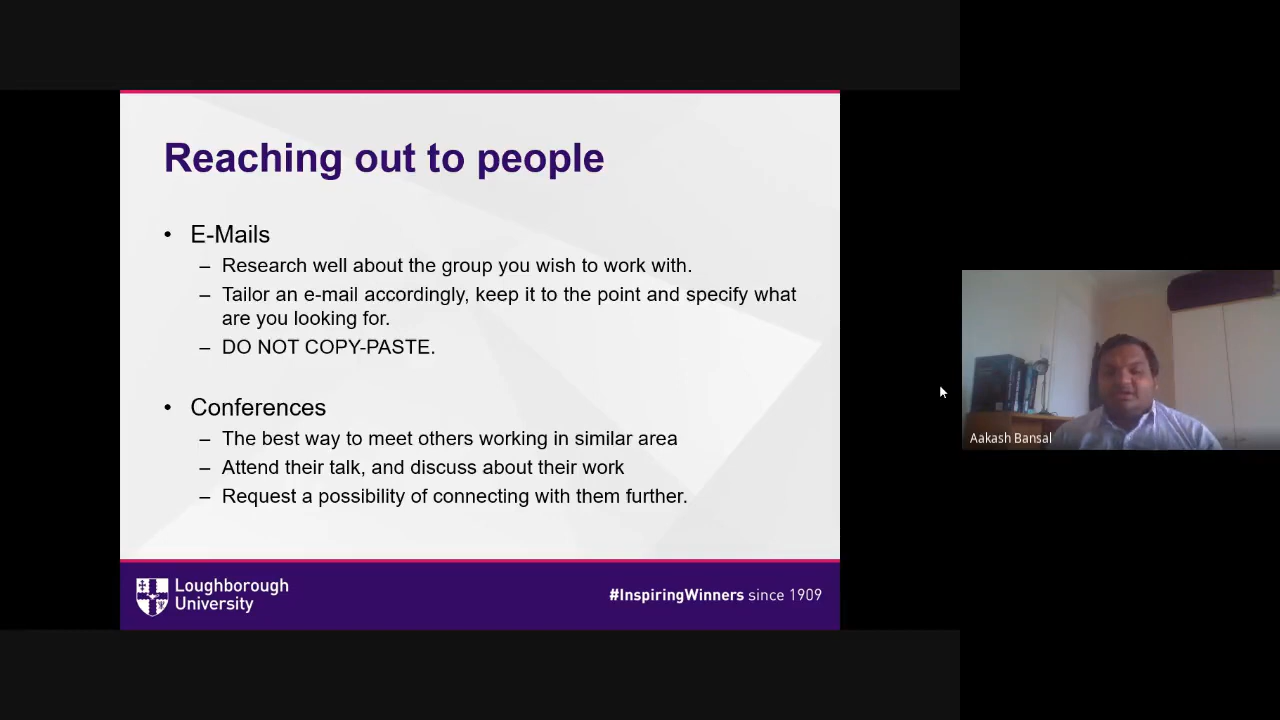 Reaching out to people
• E-Mails
– Research well about the group you wish to work with.
– Tailor an e-mail accordingly, keep it to the point and specify what
are you looking for.
– DO NOT COPY-PASTE.
• Conferences
– The best way to meet others working in similar area
– Attend their talk, and discuss about their work
– Request a possibility of connecting with them further.
Loughborough
University
#InspiringWinners since 1909
Aakash Bansal